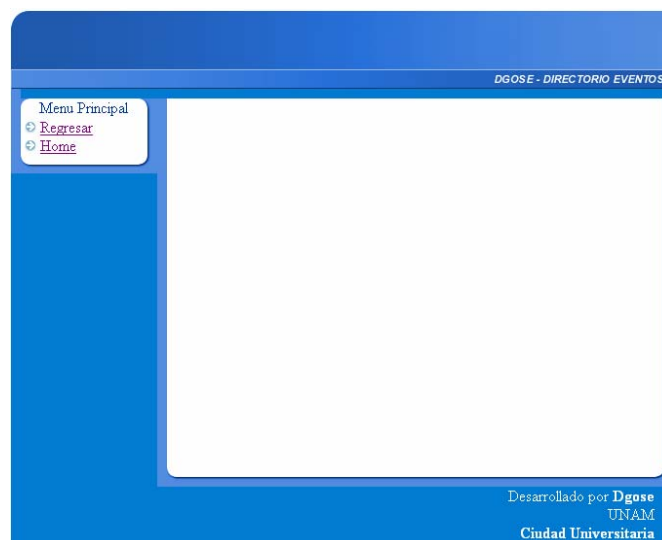 DGOSE - DIRECTORIO EVENTOS
Menu Principal
Regresar
Home
Desarrollado por Dgose
UNAM
Ciudad Universitaria